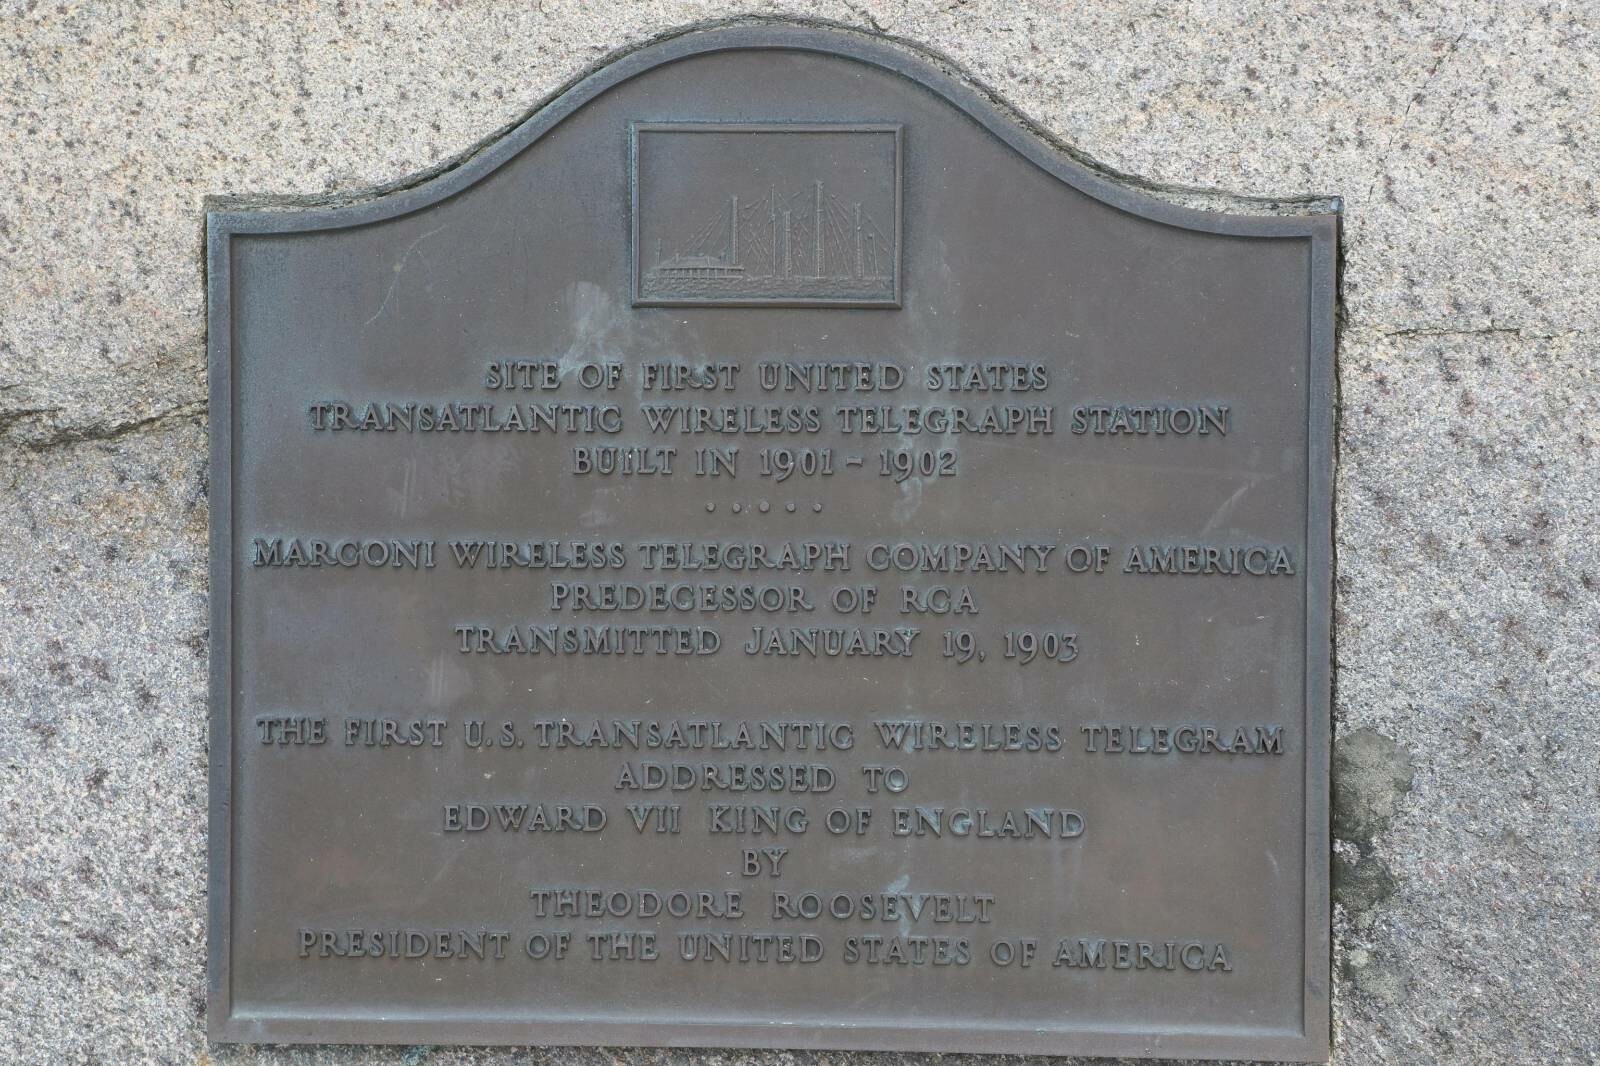 SITE OF FIRST UNITED STATES
TRANSATLANTIC WIRELESS TELEGRAPH STATION
BUILT IN 1901 - 1902
. . . . .
MARCONI WIRELESS TELEGRAPH COMPANY OF AMERICA
PREDECESSOR OF RCA
TRANSMITTED JANUARY 19, 1903
THE FIRST U.S. TRANSATLANTIC WIRELESS TELEGRAM
ADDRESSED TO
EDWARD VII KING OF ENGLAND
BY
THEODORE ROOSEVELT
PRESIDENT OF THE UNITED STATES OF AMERICA